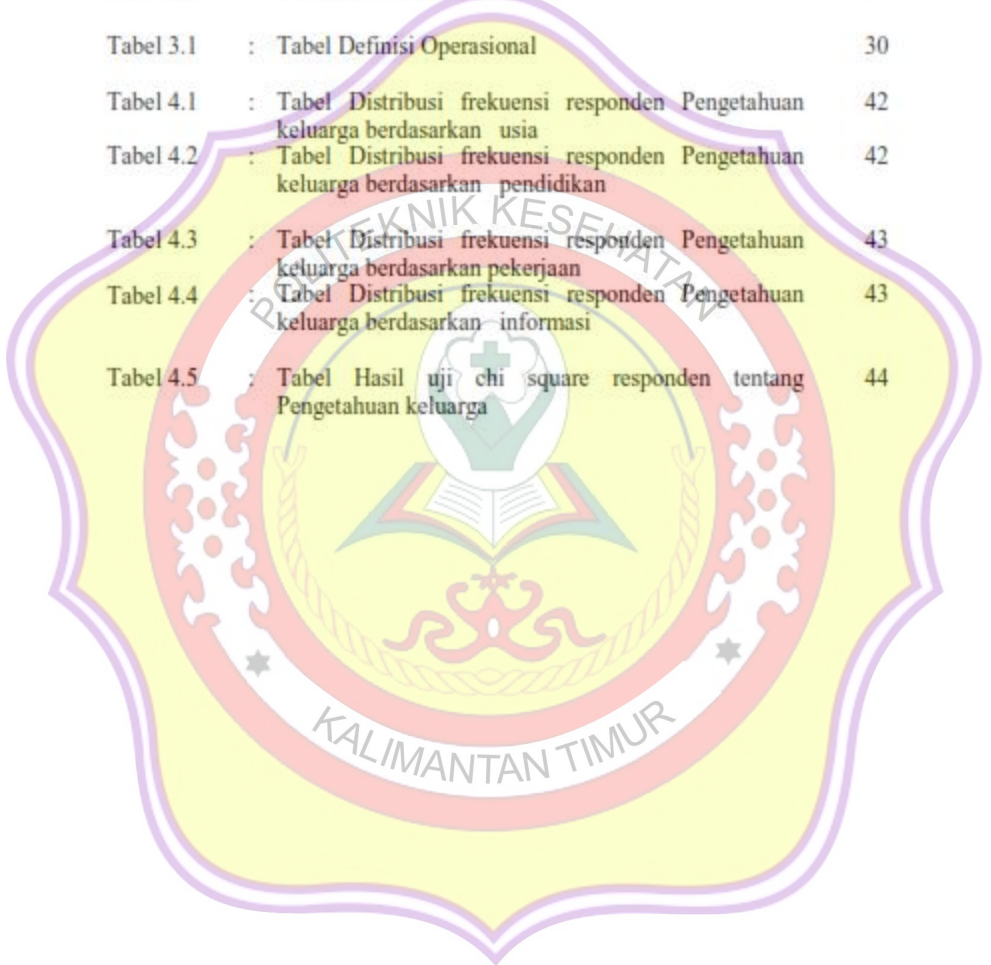 Tabel 3.1 : Tabel Definisi Operasional 30
Tabel 4.1 : Tabel Distribusi frekuensi responden Pengetahuan 42
keluarga berdasarkan usia
Tabel 4.2 : Tabel Distribusi frekuensi responden Pengetahuan 42
keluarga berdasarkan pendidikan
POLITEKNIK KESEHATAN
Tabel 4.3 : Tabel Distribusi frekuensi responden Pengetahuan 43
keluarga berdasarkan pekerjaan
Tabel 4.4 : Tabel Distribusi frekuensi responden Pengetahuan 43
keluarga berdasarkan informasi
Tabel 4.5 : Tabel Hasil uji chi square responden tentang 44
Pengetahuan keluarga
KALIMANTAN TIMUR